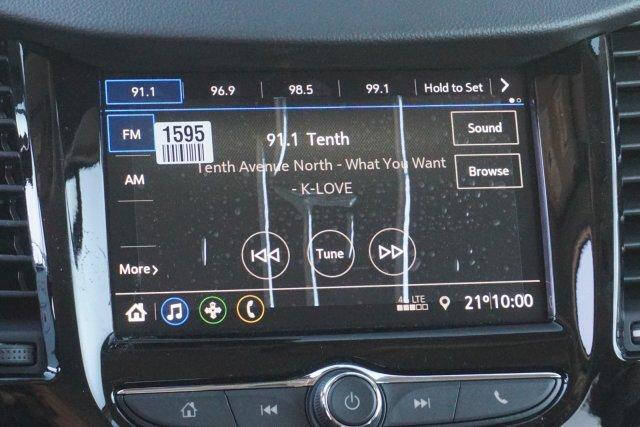 91.1 96.9 98.5 99.1 Hold to Set
FM 1595 91.1 Tenth Sound
Tenth Avenue North - What You Want
- K-LOVE
AM Browse
More Tune
4G LTE 21° 10:00